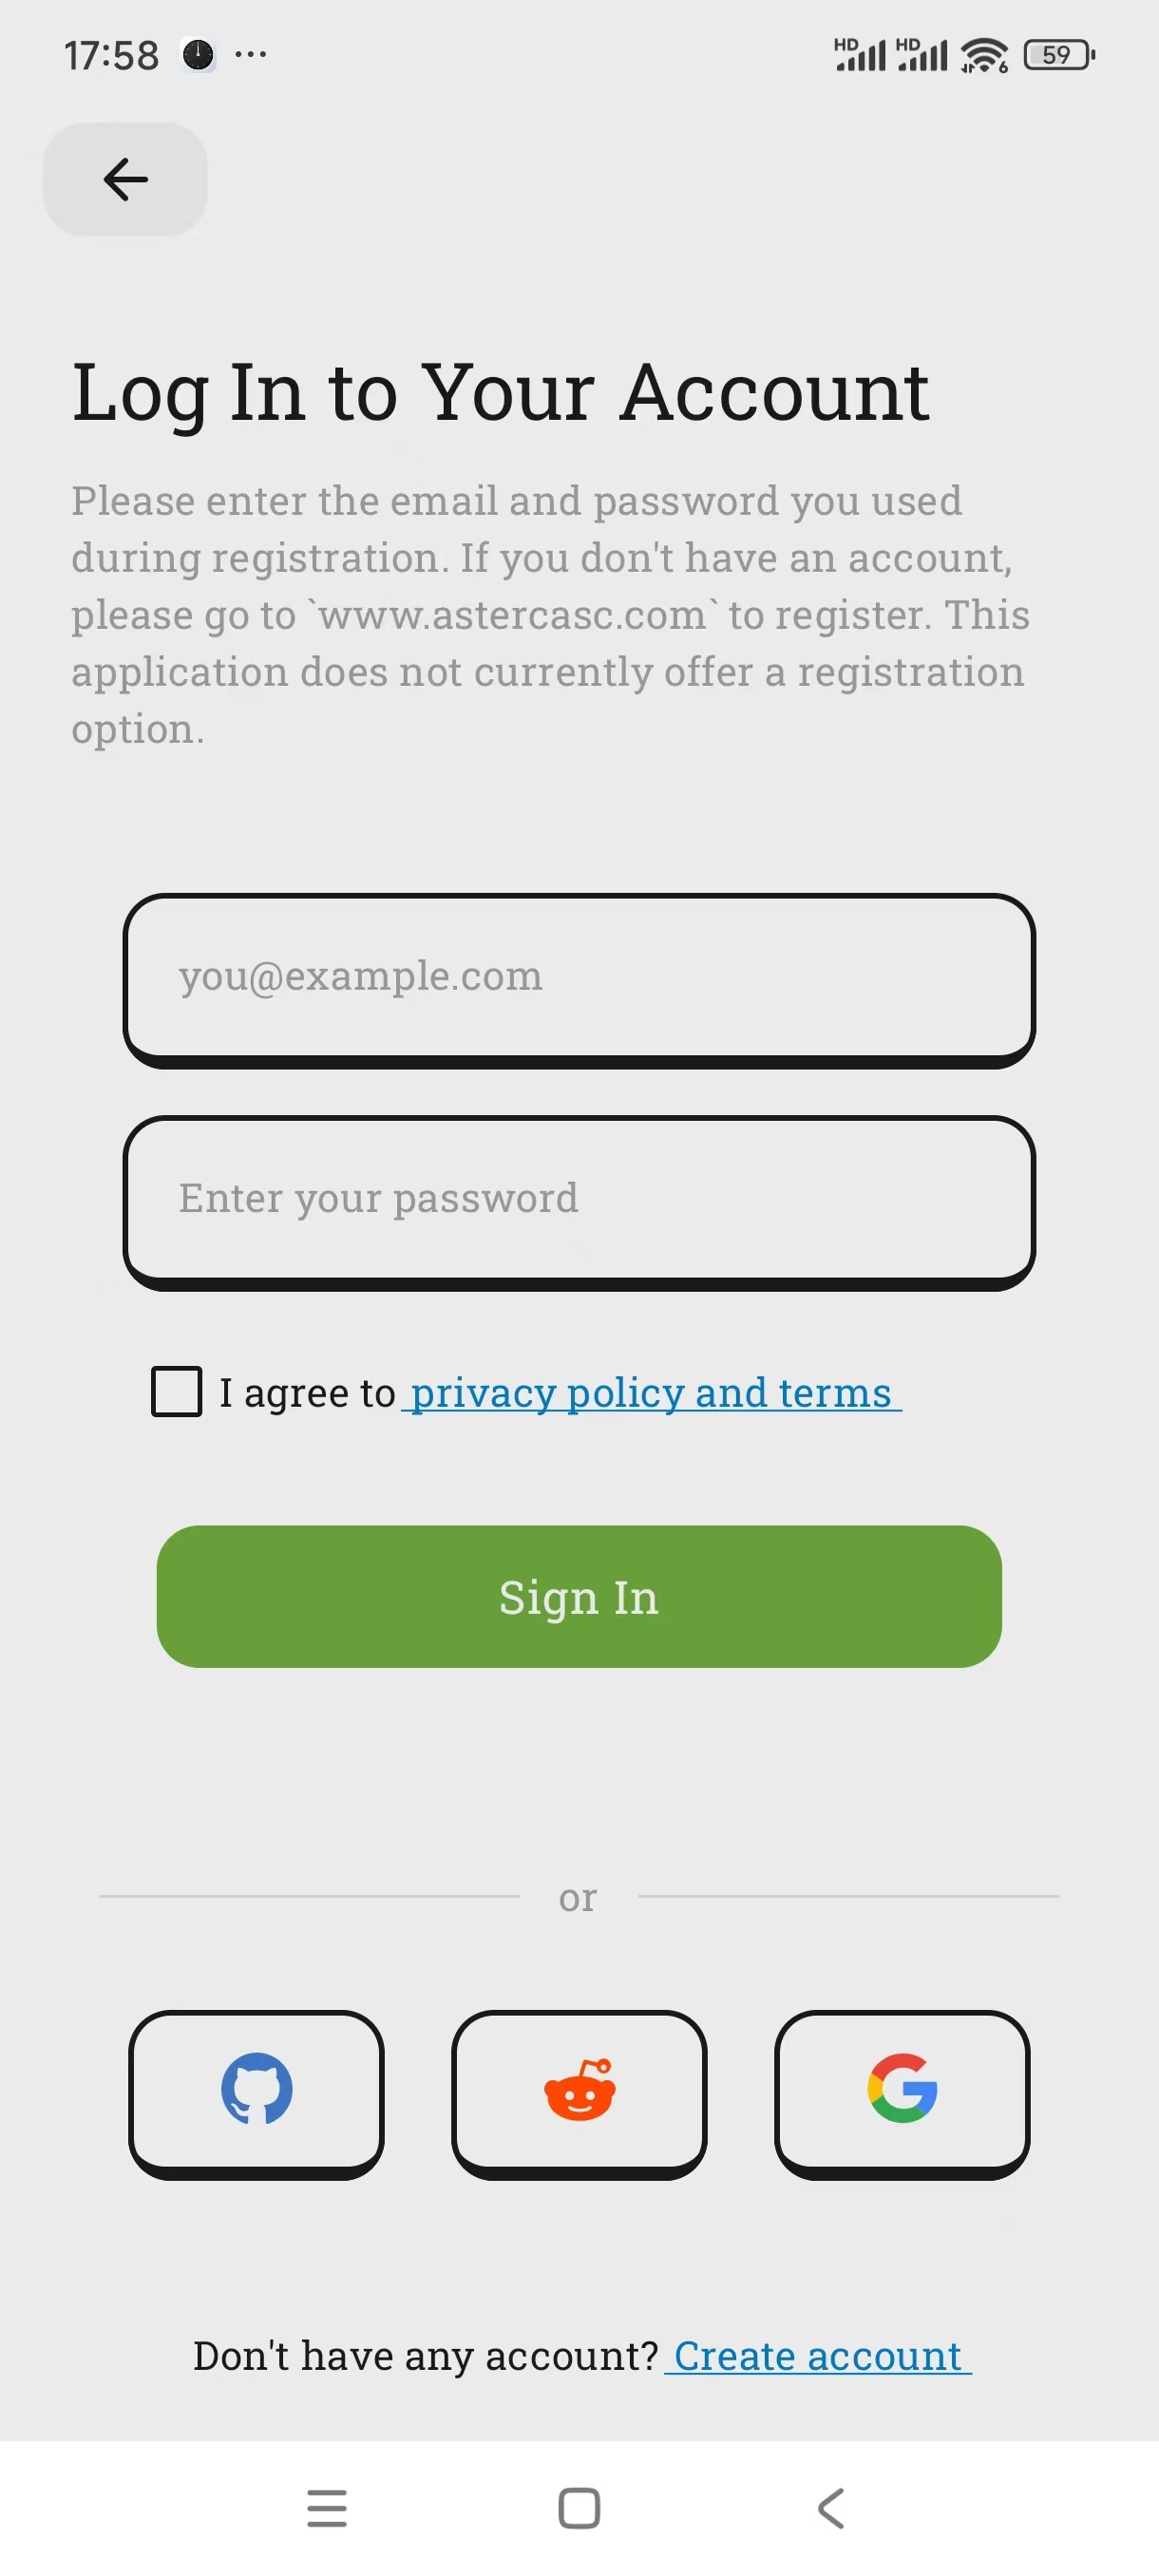 17:58
HD HD 6 59
Log In to Your Account
Please enter the email and password you used
during registration. If you don't have an account,
please go to `www.astercasc.com` to register. This
application does not currently offer a registration
option.
you@example.com
Enter your password
I agree to privacy policy and terms
Sign In
or
Don't have any account? Create account